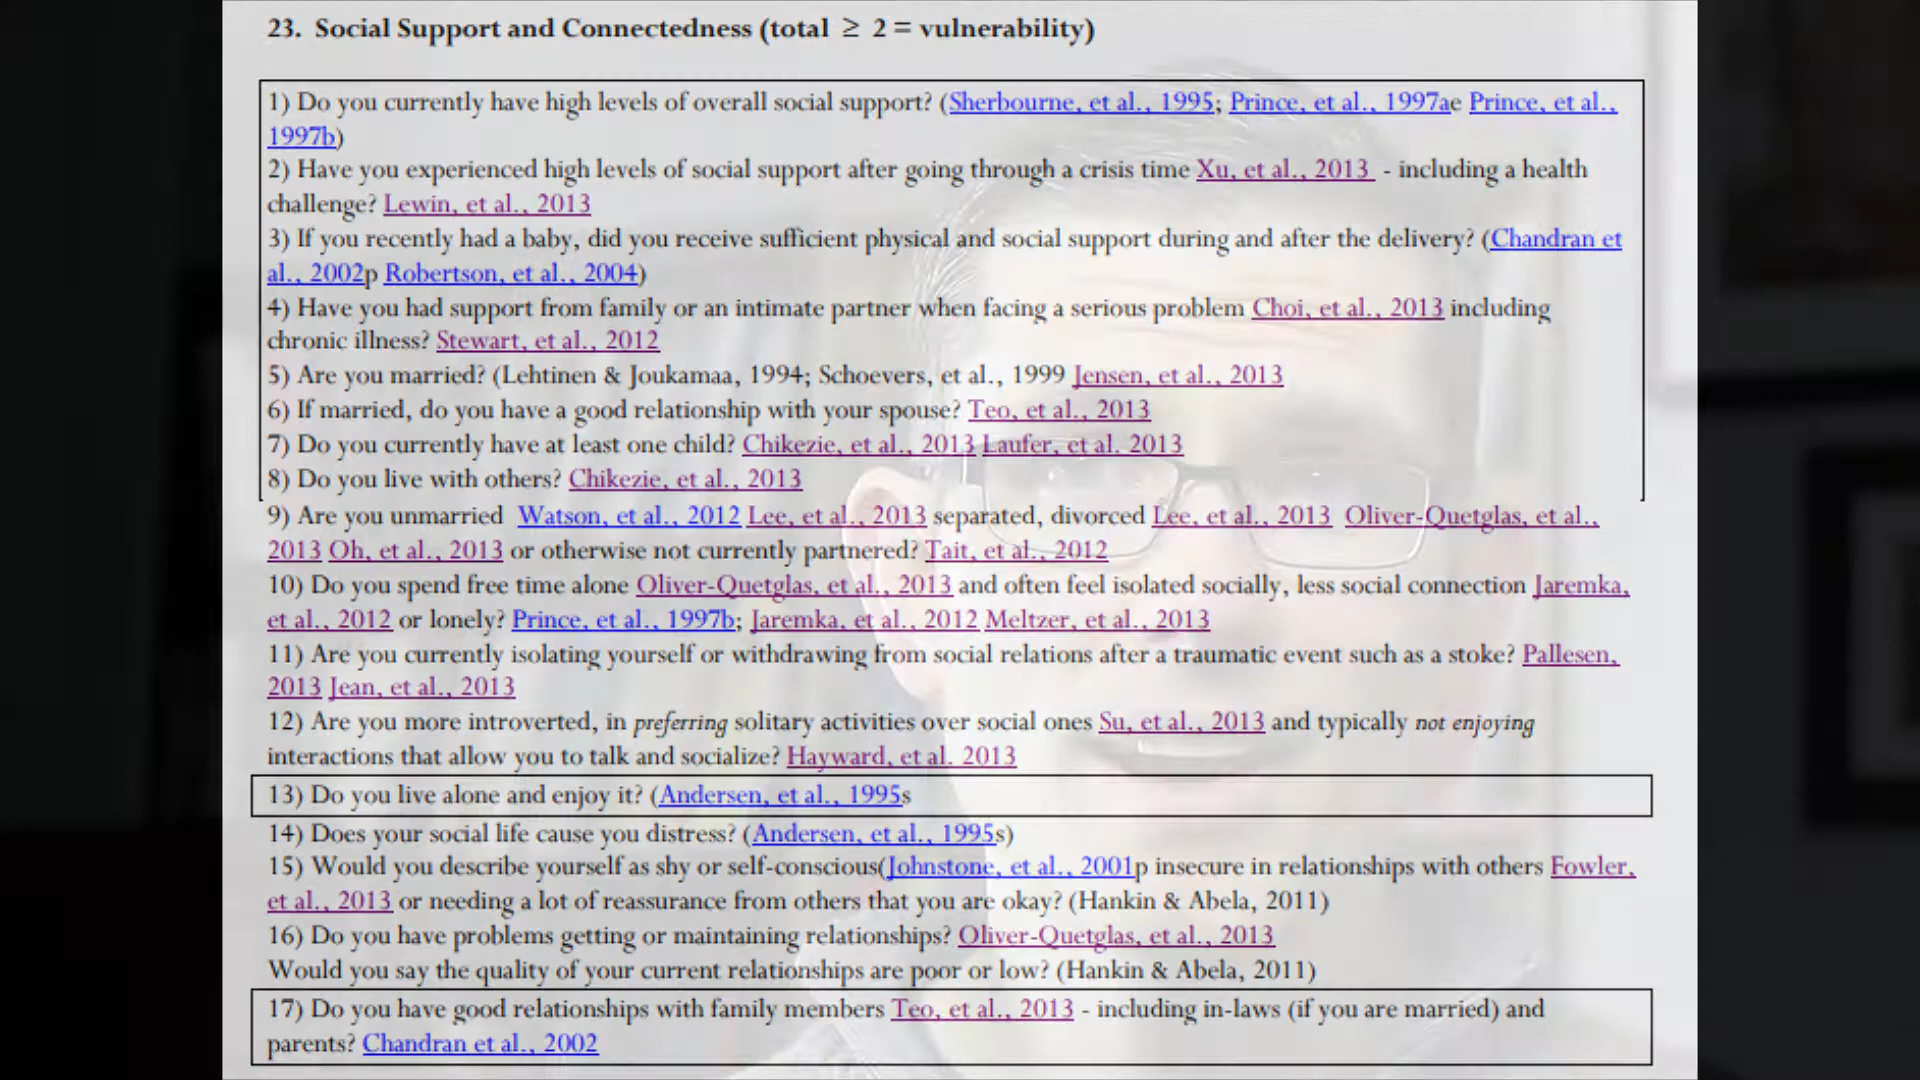 23. Social Support and Connectedness (total ≥ 2 = vulnerability)
1) Do you currently have high levels of overall social support? (Sherbourne, et al., 1995; Prince, et al., 1997ae Prince, et al.,
1997b)
2) Have you experienced high levels of social support after going through a crisis time Xu, et al., 2013 - including a health
challenge? Lewin, et al., 2013
3) If you recently had a baby, did you receive sufficient physical and social support during and after the delivery? (Chandran et
al., 2002p Robertson, et al., 2004)
4) Have you had support from family or an intimate partner when facing a serious problem Choi, et al., 2013 including
chronic illness? Stewart, et al., 2012
5) Are you married? (Lehtinen & Joukamaa, 1994; Schoevers, et al., 1999 Jensen, et al., 2013
6) If married, do you have a good relationship with your spouse? Teo, et al., 2013
7) Do you currently have at least one child? Chikezie, et al., 2013 Laufer, et al. 2013
8) Do you live with others? Chikezie, et al., 2013
9) Are you unmarried Watson, et al., 2012 Lee, et al., 2013 separated, divorced Lee, et al., 2013 Oliver-Quetglas, et al.,
2013 Oh, et al., 2013 or otherwise not currently partnered? Tait, et al., 2012
10) Do you spend free time alone Oliver-Quetglas, et al., 2013 and often feel isolated socially, less social connection Jaremka,
et al., 2012 or lonely? Prince, et al., 1997b; Jaremka, et al., 2012 Meltzer, et al., 2013
11) Are you currently isolating yourself or withdrawing from social relations after a traumatic event such as a stoke? Pallesen,
2013 Jean, et al., 2013
12) Are you more introverted, in preferring solitary activities over social ones Su, et al., 2013 and typically not enjoying
interactions that allow you to talk and socialize? Hayward, et al. 2013
13) Do you live alone and enjoy it? (Andersen, et al., 1995s
14) Does your social life cause you distress? (Andersen, et al., 1995s)
15) Would you describe yourself as shy or self-conscious(Johnstone, et al., 2001p insecure in relationships with others Fowler,
et al., 2013 or needing a lot of reassurance from others that you are okay? (Hankin & Abela, 2011)
16) Do you have problems getting or maintaining relationships? Oliver-Quetglas, et al., 2013
Would you say the quality of your current relationships are poor or low? (Hankin & Abela, 2011)
17) Do you have good relationships with family members Teo, et al., 2013 - including in-laws (if you are married) and
parents? Chandran et al., 2002